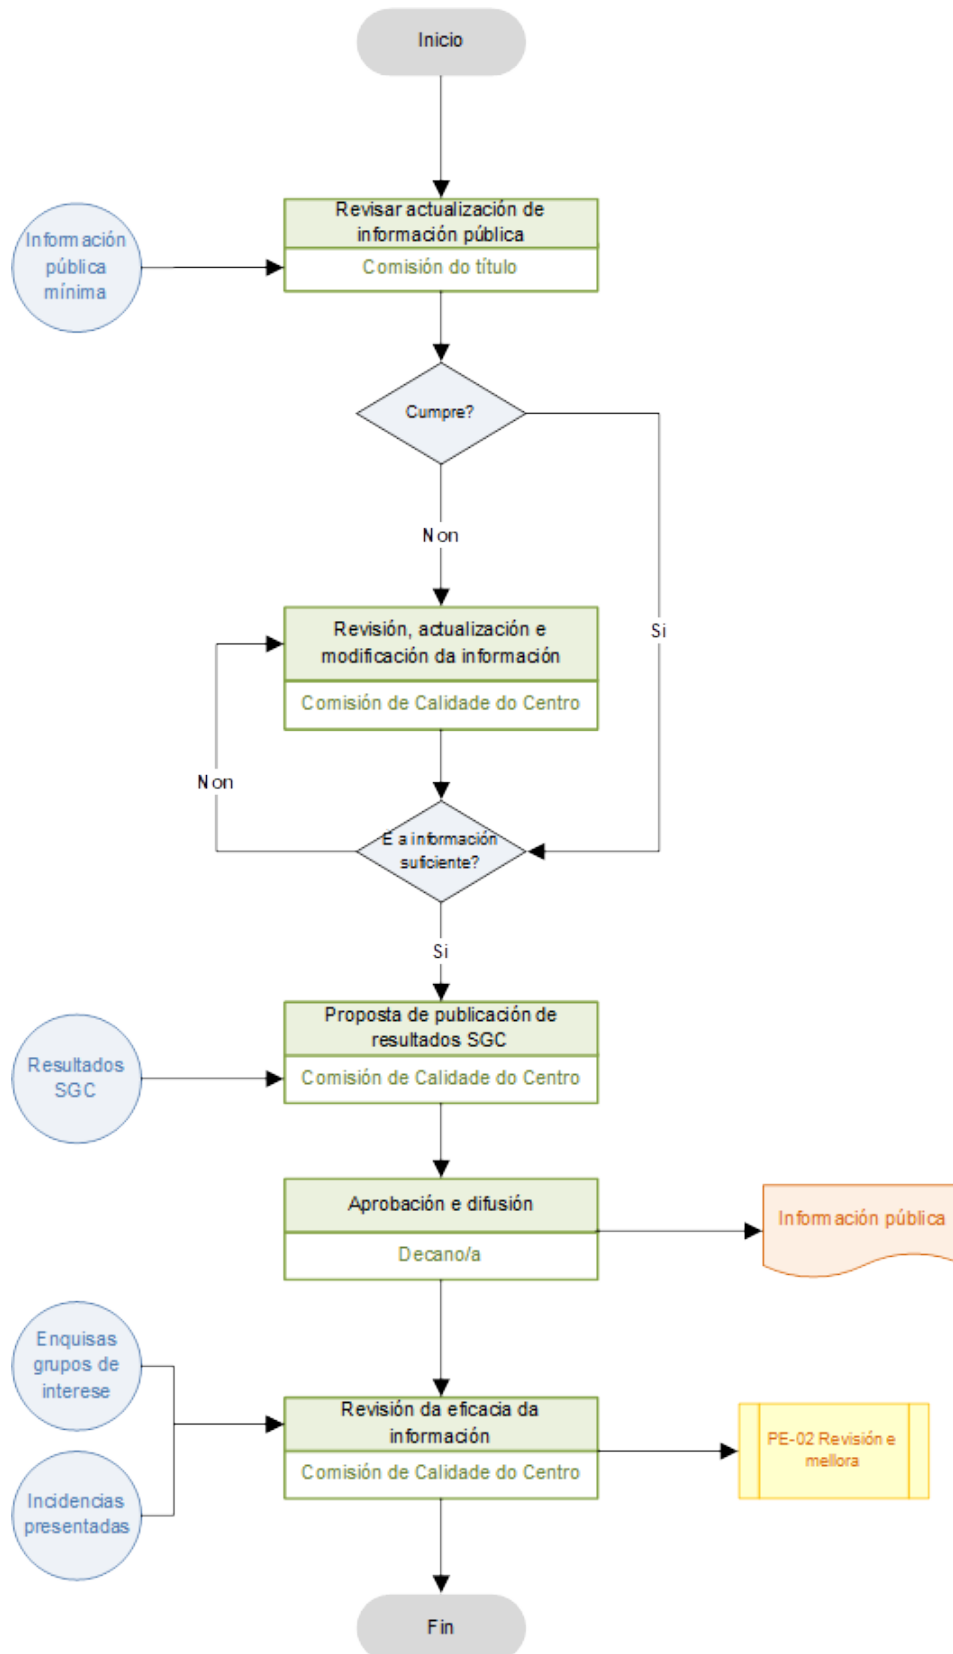 Inicio
Revisar actualización de
información pública
Comisión do título
Información
pública
mínima
Cumpre?
Non
Si
Revisión, actualización e
modificación da información
Comisión de Calidade do Centro
Non
E a información
suficiente?
Si
Proposta de publicación de
resultados SGC
Comisión de Calidade do Centro
Resultados
SGC
Aprobación e difusión
Decano/a
Información pública
Enquisas
grupos de
interese
Revisión da eficacia da
información
Comisión de Calidade do Centro
PE-02 Revisión e
mellora
Incidencias
presentadas
Fin